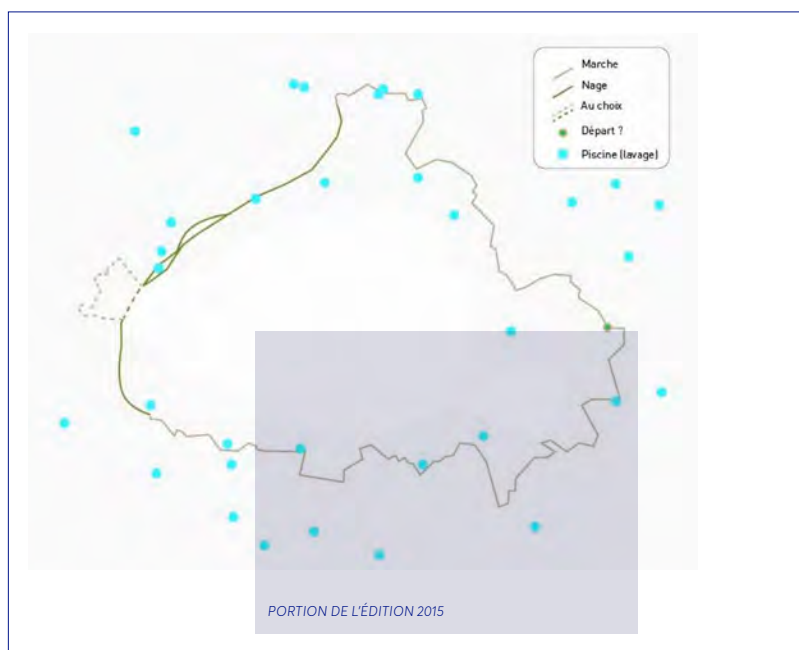 Marche
Nage
Au choix
Départ ?
Piscine (lavage)
PORTION DE L'ÉDITION 2015